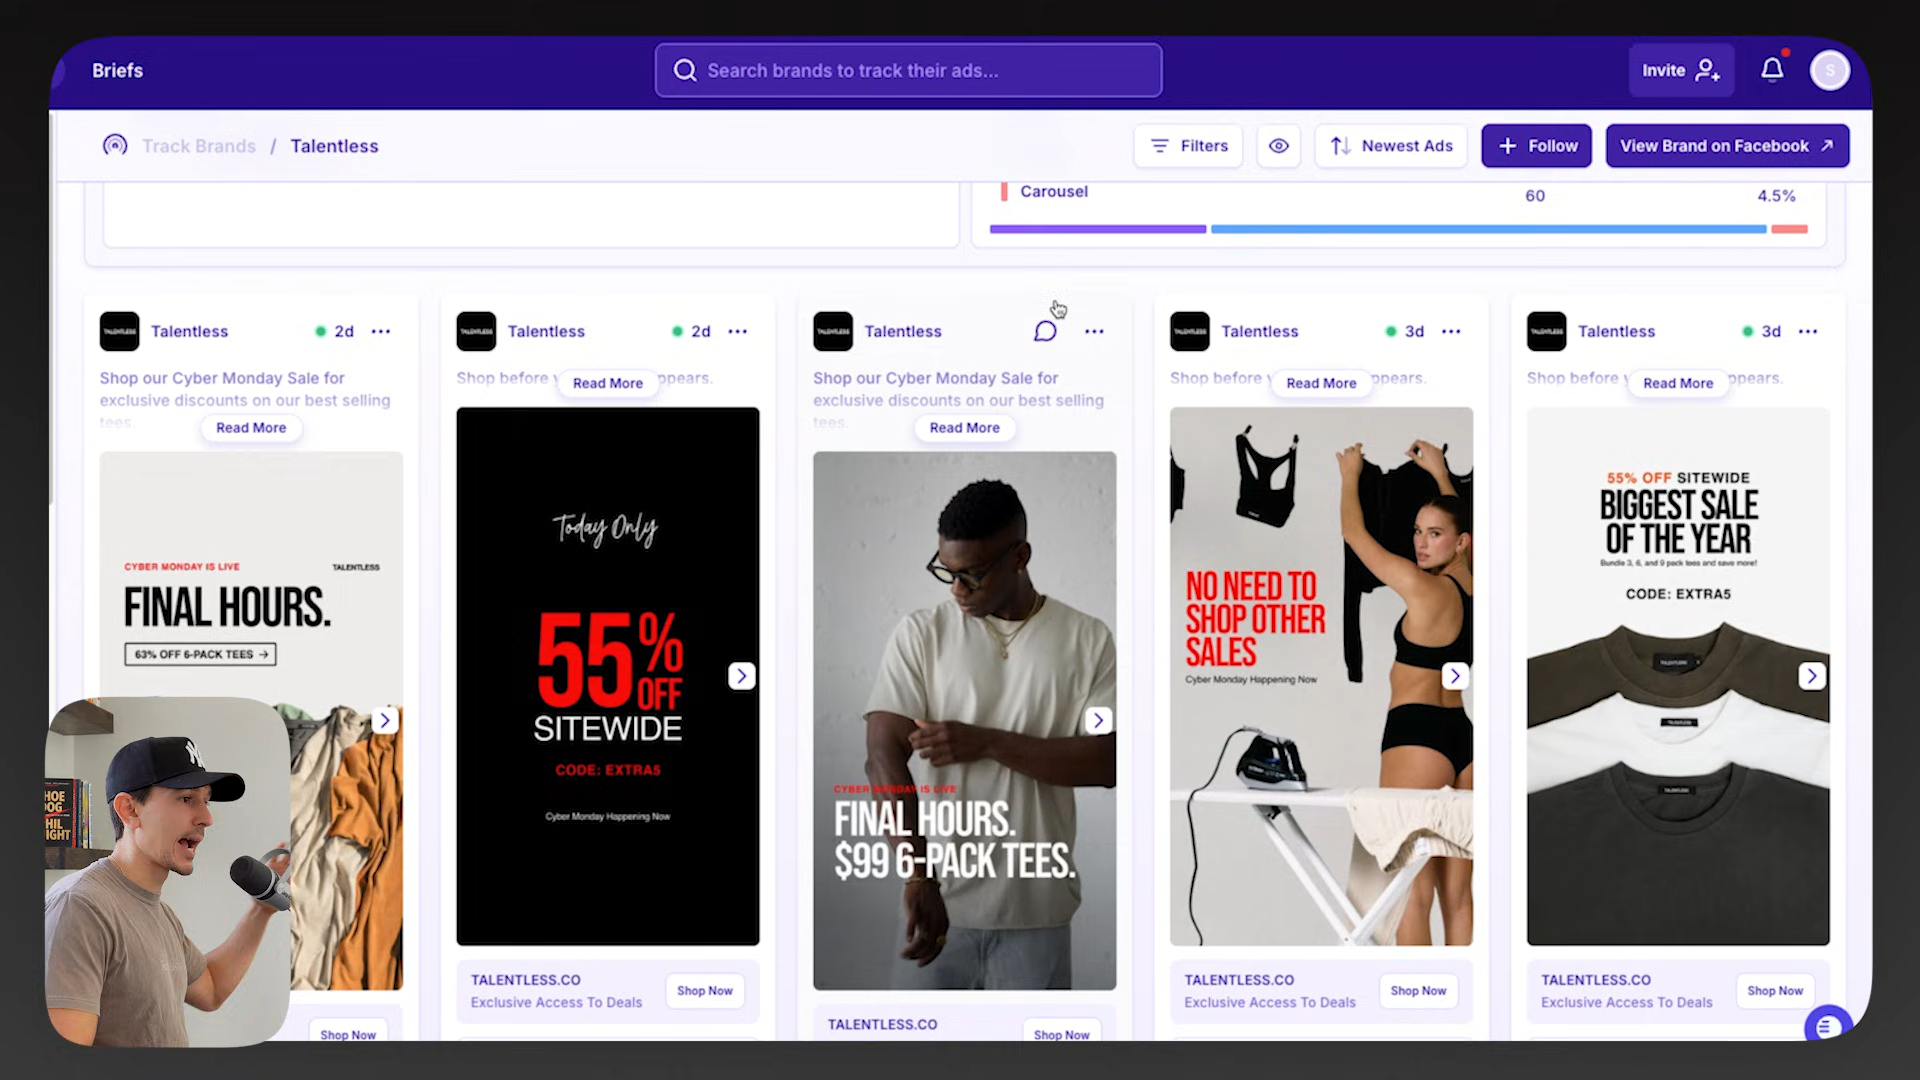 Briefs
Search brands to track their ads...
Invite
S
Track Brands / Talentless
Filters
Newest Ads
+ Follow
View Brand on Facebook
Carousel
60
4.5%
Talentless
2d
Shop our Cyber Monday Sale for
exclusive discounts on our best selling
tees.
Read More
CYBER MONDAY IS LIVE
TALENTLESS
FINAL HOURS.
63% OFF 6-PACK TEES →
Shop Now
Talentless
2d
Shop before y
ppears.
Read More
Today Only
55% OFF
SITEWIDE
CODE: EXTRA5
Cyber Monday Happening Now
TALENTLESS.CO
Exclusive Access To Deals
Shop Now
Talentless
Shop our Cyber Monday Sale for
exclusive discounts on our best selling
tees.
Read More
CYBER MONDAY IS LIVE
FINAL HOURS.
$99 6-PACK TEES.
TALENTLESS.CO
Shop Now
Talentless
3d
Shop before y
ppears.
Read More
NO NEED TO
SHOP OTHER
SALES
Cyber Monday Happening Now
TALENTLESS.CO
Exclusive Access To Deals
Shop Now
Talentless
3d
Shop before y
ppears.
Read More
55% OFF SITEWIDE
BIGGEST SALE
OF THE YEAR
Bundle 3, 6, and 9 pack tees and save more!
CODE: EXTRA5
TALENTLESS.CO
Exclusive Access To Deals
Shop Now
HOE
DOG
HIL
IGHT